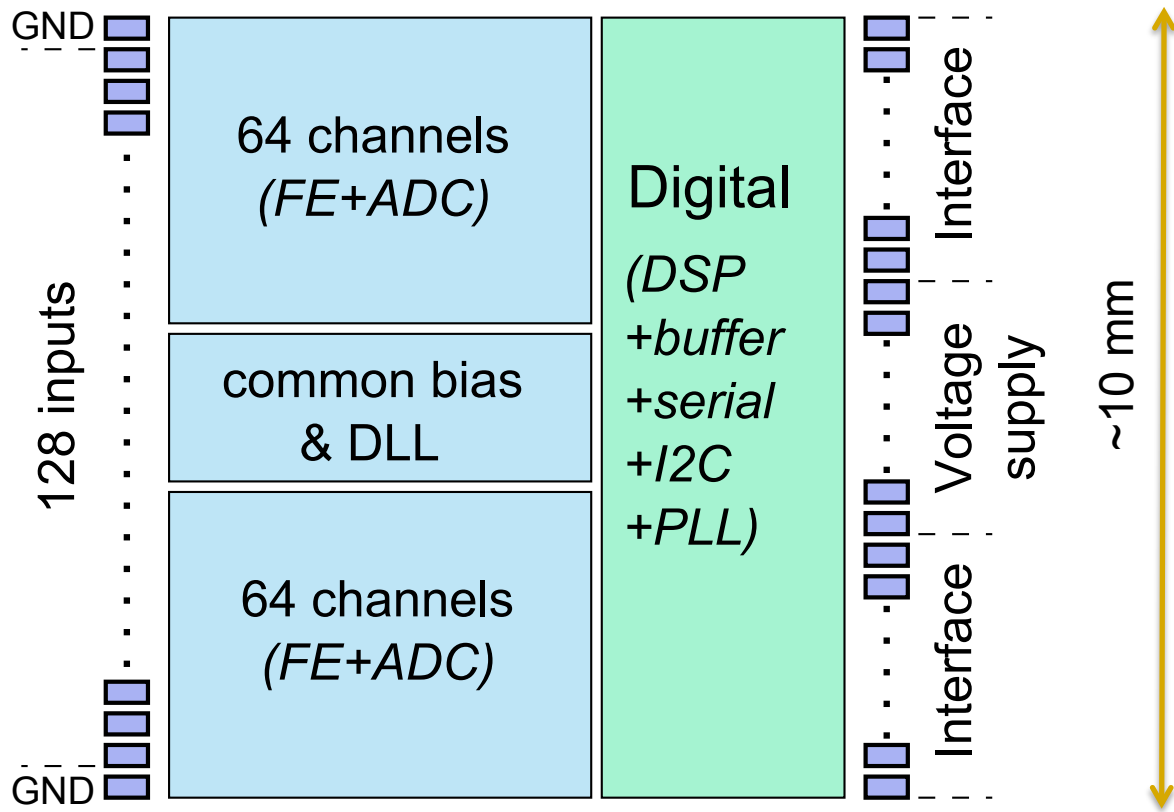 GND
128 inputs
GND
64 channels
(FE+ADC)
common bias
& DLL
64 channels
(FE+ADC)
Digital
(DSP
+buffer
+serial
+I2C
+PLL)
Interface
Voltage
supply
Interface
~10 mm